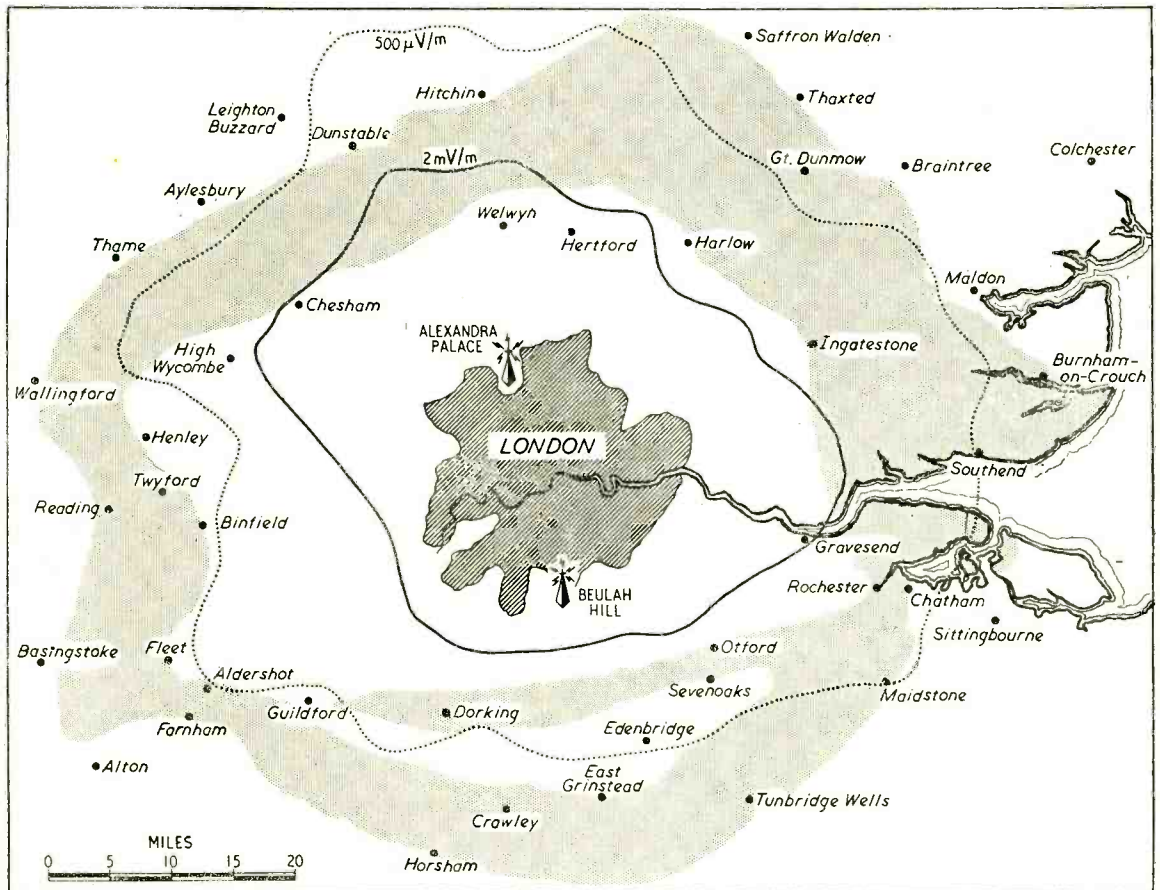 500 μV/m
Saffron Walden
Hitchin
Thaxted
Leighton
Buzzard
Dunstable
2mV/m
Gt. Dunmow
Braintree
Colchester
Aylesbury
Welwyn
Hertford
Harlow
Thame
Maldon
Chesham
ALEXANDRA
PALACE
High
Wycombe
Ingatestone
Burnham-
on-Crouch
Wallingford
Henley
LONDON
Southend
Twyford
Reading
Binfield
Gravesend
Rochester
BEULAH
HILL
Chatham
Sittingbourne
Otford
Basingstoke
Fleet
Aldershot
Sevenoaks
Maidstone
Guildford
Dorking
Farnham
Edenbridge
Alton
East
Grinstead
Tunbridge Wells
Crawley
MILES
0 5 10 15 20
Horsham